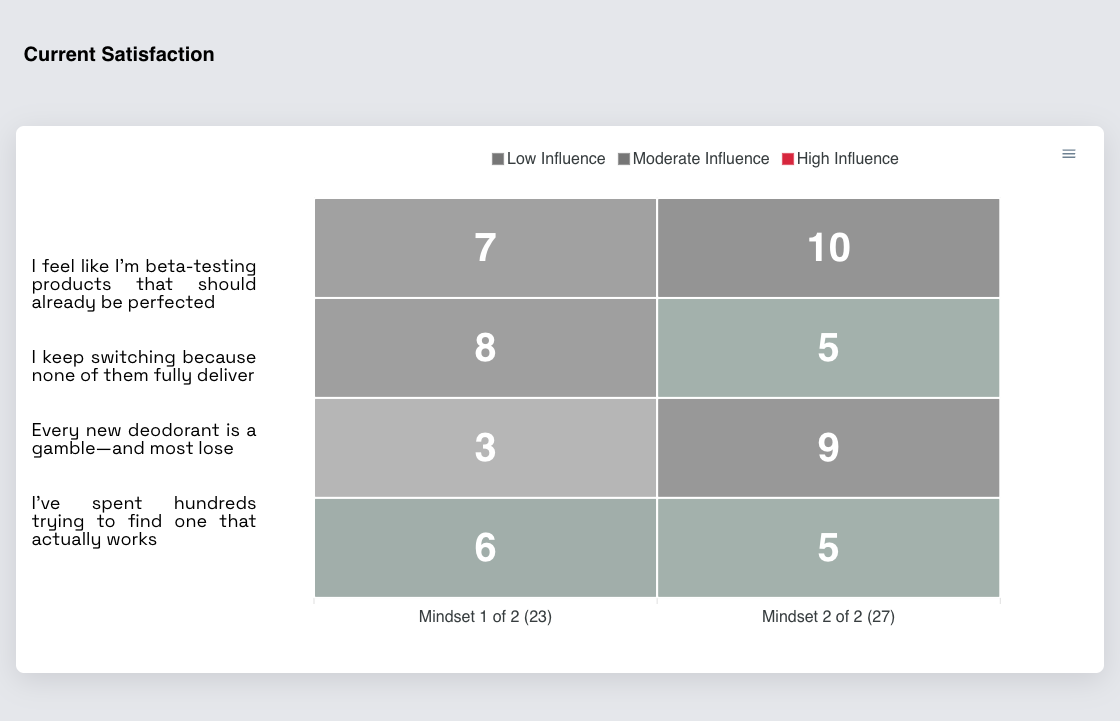 Current Satisfaction
Low Influence Moderate Influence High Influence
I feel like I'm beta-testing
products that should
already be perfected
7 10
I keep switching because
none of them fully deliver
8 5
Every new deodorant is a
gamble—and most lose
3 9
I've spent hundreds
trying to find one that
actually works
6 5
Mindset 1 of 2 (23) Mindset 2 of 2 (27)